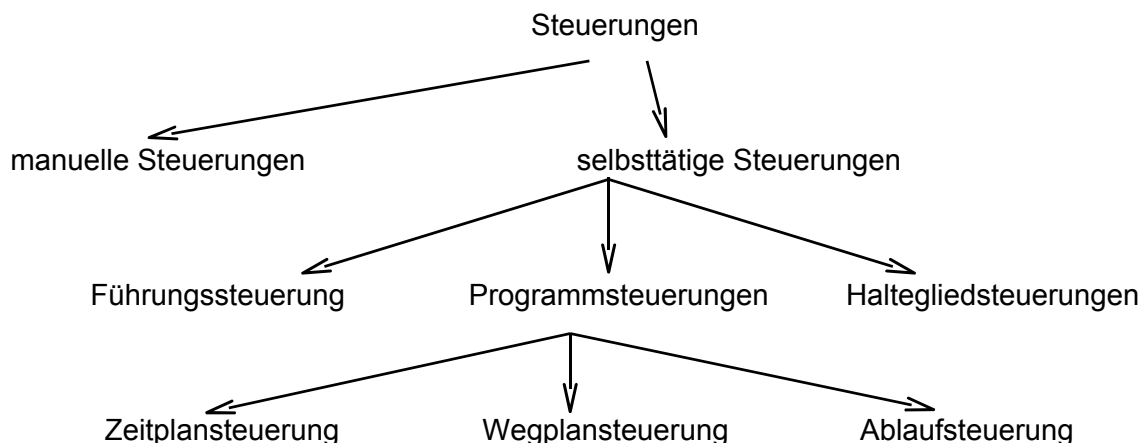 Steuerungen
manuelle Steuerungen selbsttätige Steuerungen
Führungssteuerung Programmsteuerungen Haltegliedsteuerungen
Zeitplansteuerung Wegplansteuerung Ablaufsteuerung